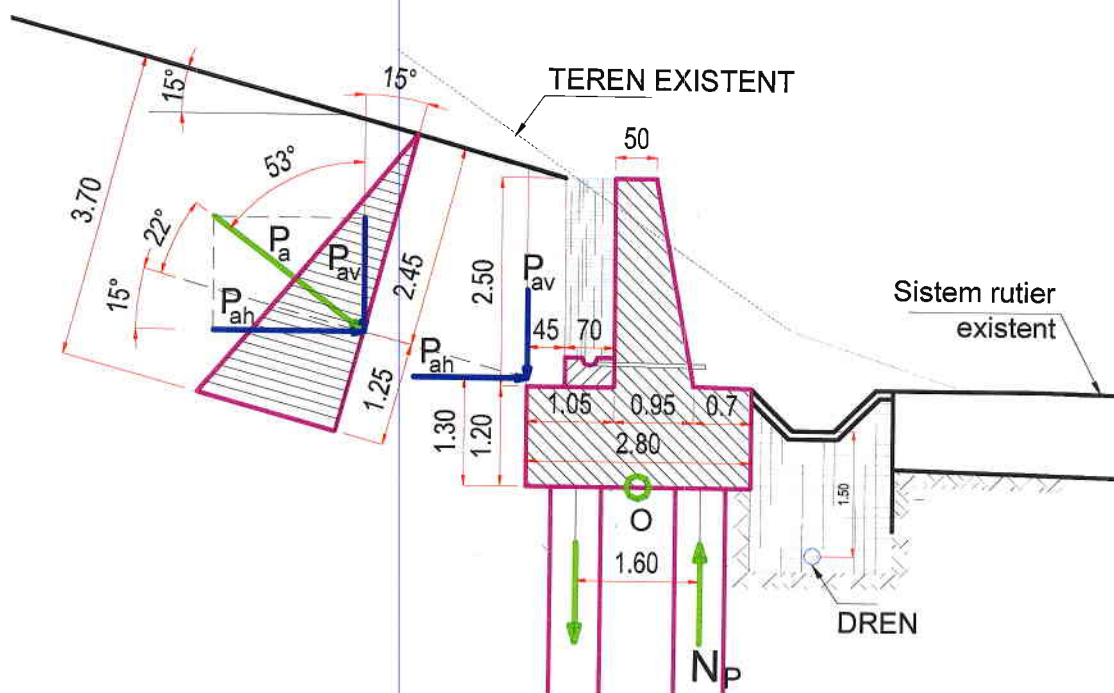 15°
TEREN EXISTENT
15°
50
53°
3.70
22°
Pa
Pav
2.45
2.50
Pav
Sistem rutier
existent
15°
Pah
45
70
Pah
1.25
1.30
1.20
1.05
0.95
0.7
2.80
1.50
O
1.60
DREN
NP